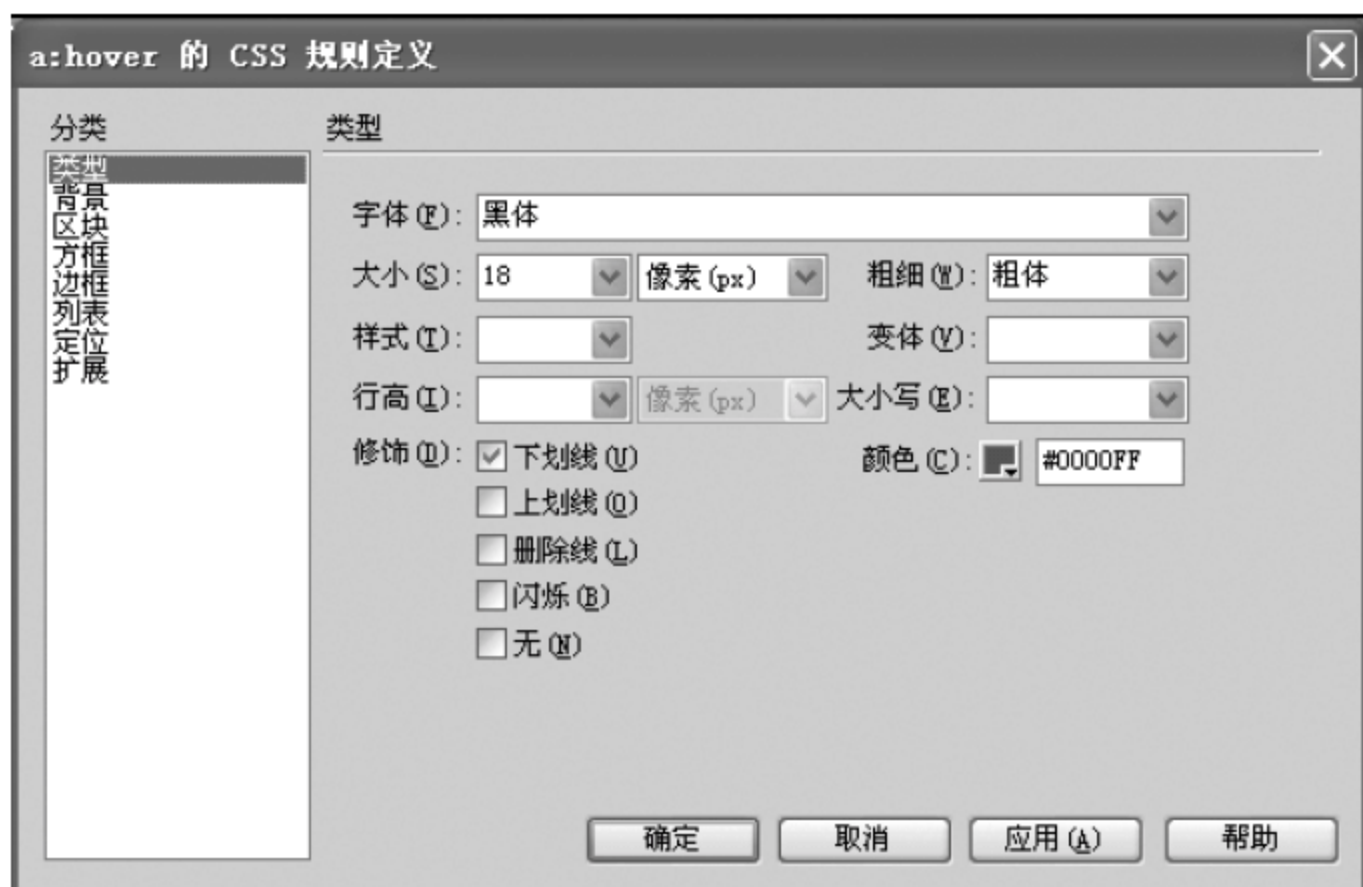 a:hover 的 CSS 规则定义
分类
类型
背景
区块
方框
边框
列表
定位
扩展
类型
字体(F): 黑体
大小(S): 18 像素(px) 粗细(W): 粗体
样式(T): 变体(V):
行高(I): 像素(px) 大小写(E):
修饰(D): 下划线(U) 颜色(C): #0000FF
上划线(O)
删除线(L)
闪烁(B)
无(N)
确定 取消 应用(A) 帮助